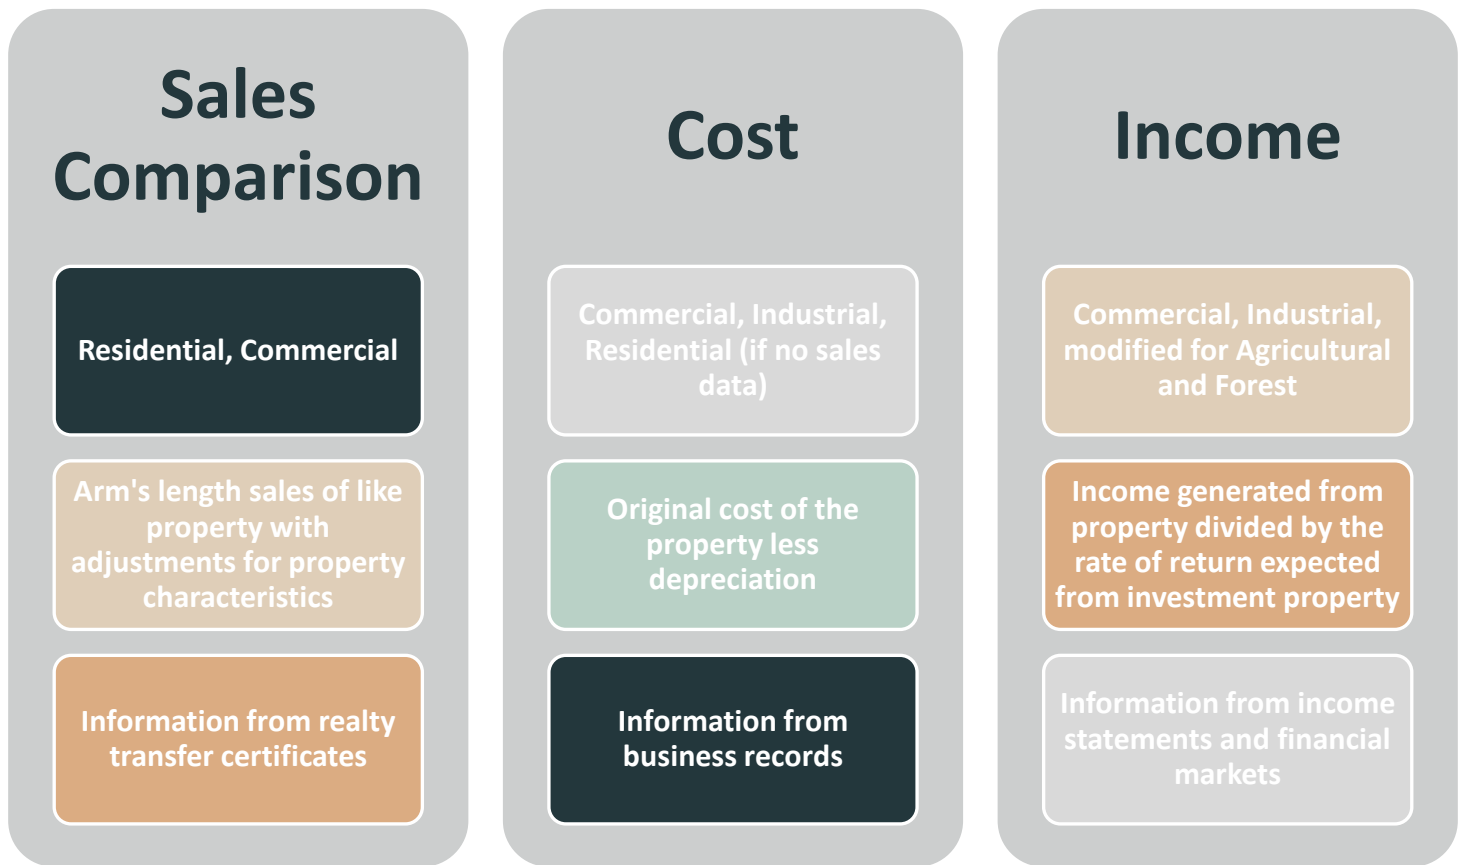 Sales
Comparison
Residential, Commercial
Arm's length sales of like
property with
adjustments for property
characteristics
Information from realty
transfer certificates
Cost
Commercial, Industrial,
Residential (if no sales
data)
Original cost of the
property less
depreciation
Information from
business records
Income
Commercial, Industrial,
modified for Agricultural
and Forest
Income generated from
property divided by the
rate of return expected
from investment property
Information from income
statements and financial
markets